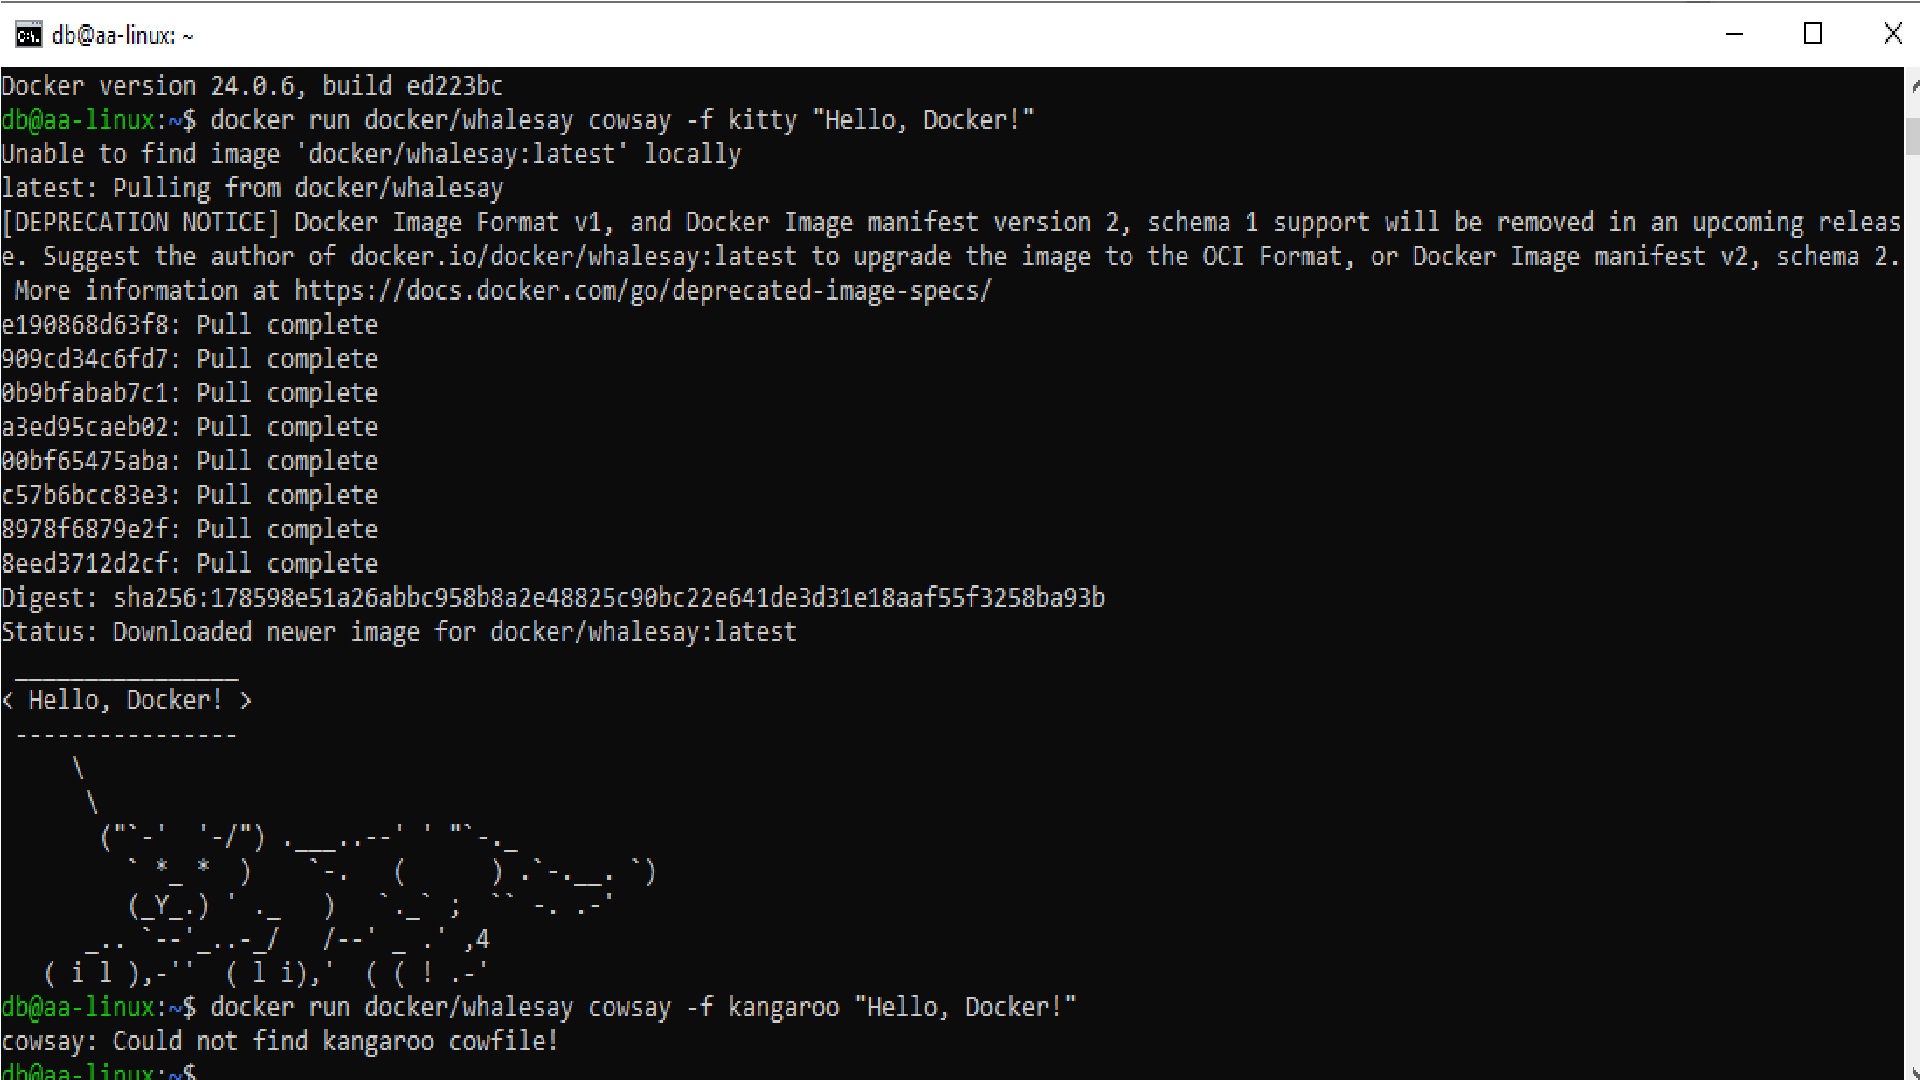 db@aa-linux: ~
Docker version 24.0.6, build ed223bc
db@aa-linux:~$ docker run docker/whalesay cowsay -f kitty "Hello, Docker!"
Unable to find image 'docker/whalesay:latest' locally
latest: Pulling from docker/whalesay
[DEPRECATION NOTICE] Docker Image Format v1, and Docker Image manifest version 2, schema 1 support will be removed in an upcoming releas
e. Suggest the author of docker.io/docker/whalesay:latest to upgrade the image to the OCI Format, or Docker Image manifest v2, schema 2.
 More information at https://docs.docker.com/go/deprecated-image-specs/
e190868d63f8: Pull complete
909cd34c6fd7: Pull complete
0b9bfabab7c1: Pull complete
a3ed95caeb02: Pull complete
00bf65475aba: Pull complete
c57b6bcc83e3: Pull complete
8978f6879e2f: Pull complete
8eed3712d2cf: Pull complete
Digest: sha256:178598e51a26abbc958b8a2e48825c90bc22e641de3d31e18aaf55f3258ba93b
Status: Downloaded newer image for docker/whalesay:latest
 ________________
< Hello, Docker! >
 ----------------
     \
      \
       ("`-'  '-/") .___..--' ' "`-._
         ` *_ *  )    `-.   (      ) .`-.__. `)
         (_Y_.) ' ._   )   `._` ;  `` -. .-'
      _.. `--'_..-_/   /--' _ .' ,4
   ( i l ),-''  ( l i),'  ( ( ! .-'
db@aa-linux:~$ docker run docker/whalesay cowsay -f kangaroo "Hello, Docker!"
cowsay: Could not find kangaroo cowfile!
db@aa-linux:~$